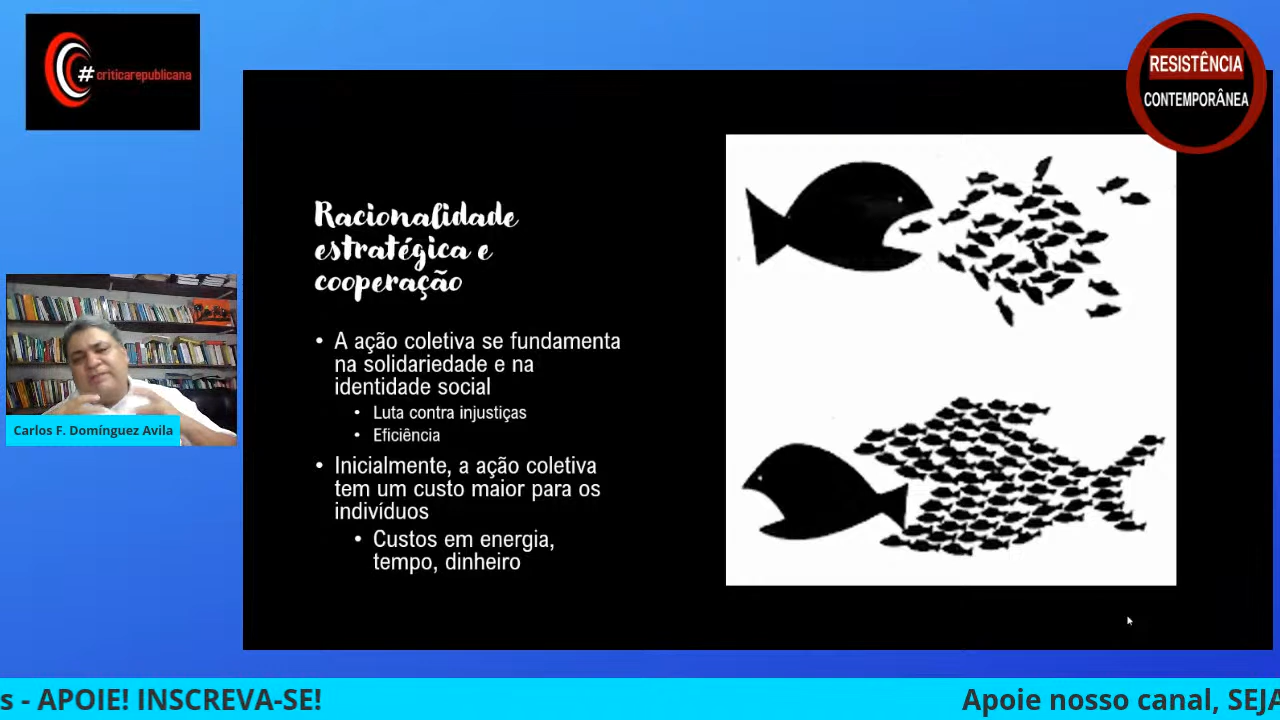 #criticarepublicana
RESISTÊNCIA
CONTEMPORÂNEA
Racionalidade
estratégica e
cooperação
• A ação coletiva se fundamenta
na solidariedade e na
identidade social
• Luta contra injustiças
• Eficiência
• Inicialmente, a ação coletiva
tem um custo maior para os
indivíduos
• Custos em energia,
tempo, dinheiro
Carlos F. Domínguez Avila
s - APOIE! INSCREVA-SE!
Apoie nosso canal, SEJA